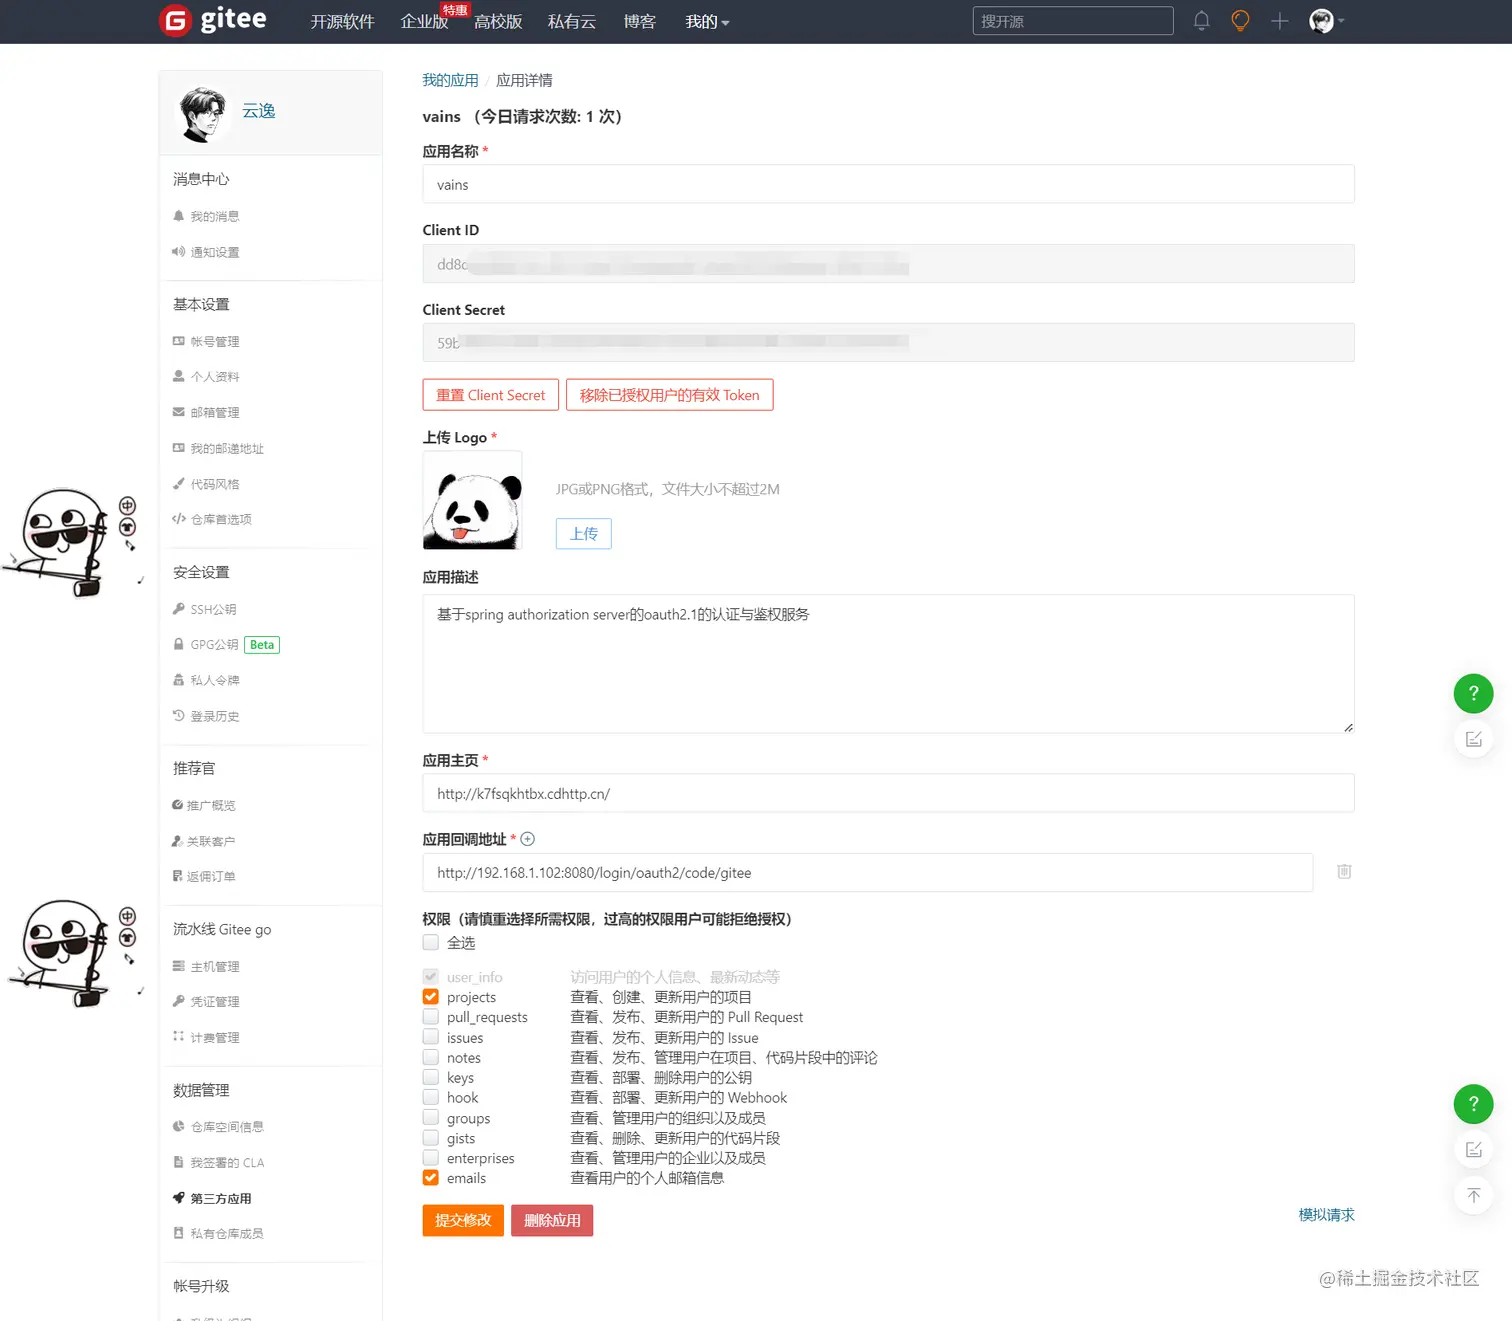 gitee
开源软件
企业版
特惠
高校版
私有云
博客
我的
搜开源
云逸
消息中心
我的消息
通知设置
基本设置
帐号管理
个人资料
邮箱管理
我的邮递地址
代码风格
仓库首选项
安全设置
SSH公钥
GPG公钥 Beta
私人令牌
登录历史
推荐官
推广概览
关联客户
返佣订单
流水线 Gitee go
主机管理
凭证管理
计费管理
数据管理
仓库空间信息
我签署的 CLA
第三方应用
私有仓库成员
帐号升级
我的应用 / 应用详情
vains （今日请求次数: 1 次）
应用名称 *
vains
Client ID
dd8
Client Secret
59b
重置 Client Secret
移除已授权用户的有效 Token
上传 Logo *
JPG或PNG格式，文件大小不超过2M
上传
应用描述
基于spring authorization server的oauth2.1的认证与鉴权服务
应用主页 *
http://k7fsqkhtbx.cdhttp.cn/
应用回调地址 *
http://192.168.1.102:8080/login/oauth2/code/gitee
权限（请慎重选择所需权限，过高的权限用户可能拒绝授权）
全选
user_info 访问用户的个人信息、最新动态等
projects 查看、创建、更新用户的项目
pull_requests 查看、发布、更新用户的 Pull Request
issues 查看、发布、更新用户的 Issue
notes 查看、发布、管理用户在项目、代码片段中的评论
keys 查看、部署、删除用户的公钥
hook 查看、部署、更新用户的 Webhook
groups 查看、管理用户的组织以及成员
gists 查看、删除、更新用户的代码片段
enterprises 查看、管理用户的企业以及成员
emails 查看用户的个人邮箱信息
提交修改
删除应用
模拟请求
中
中
?
?
@稀土掘金技术社区